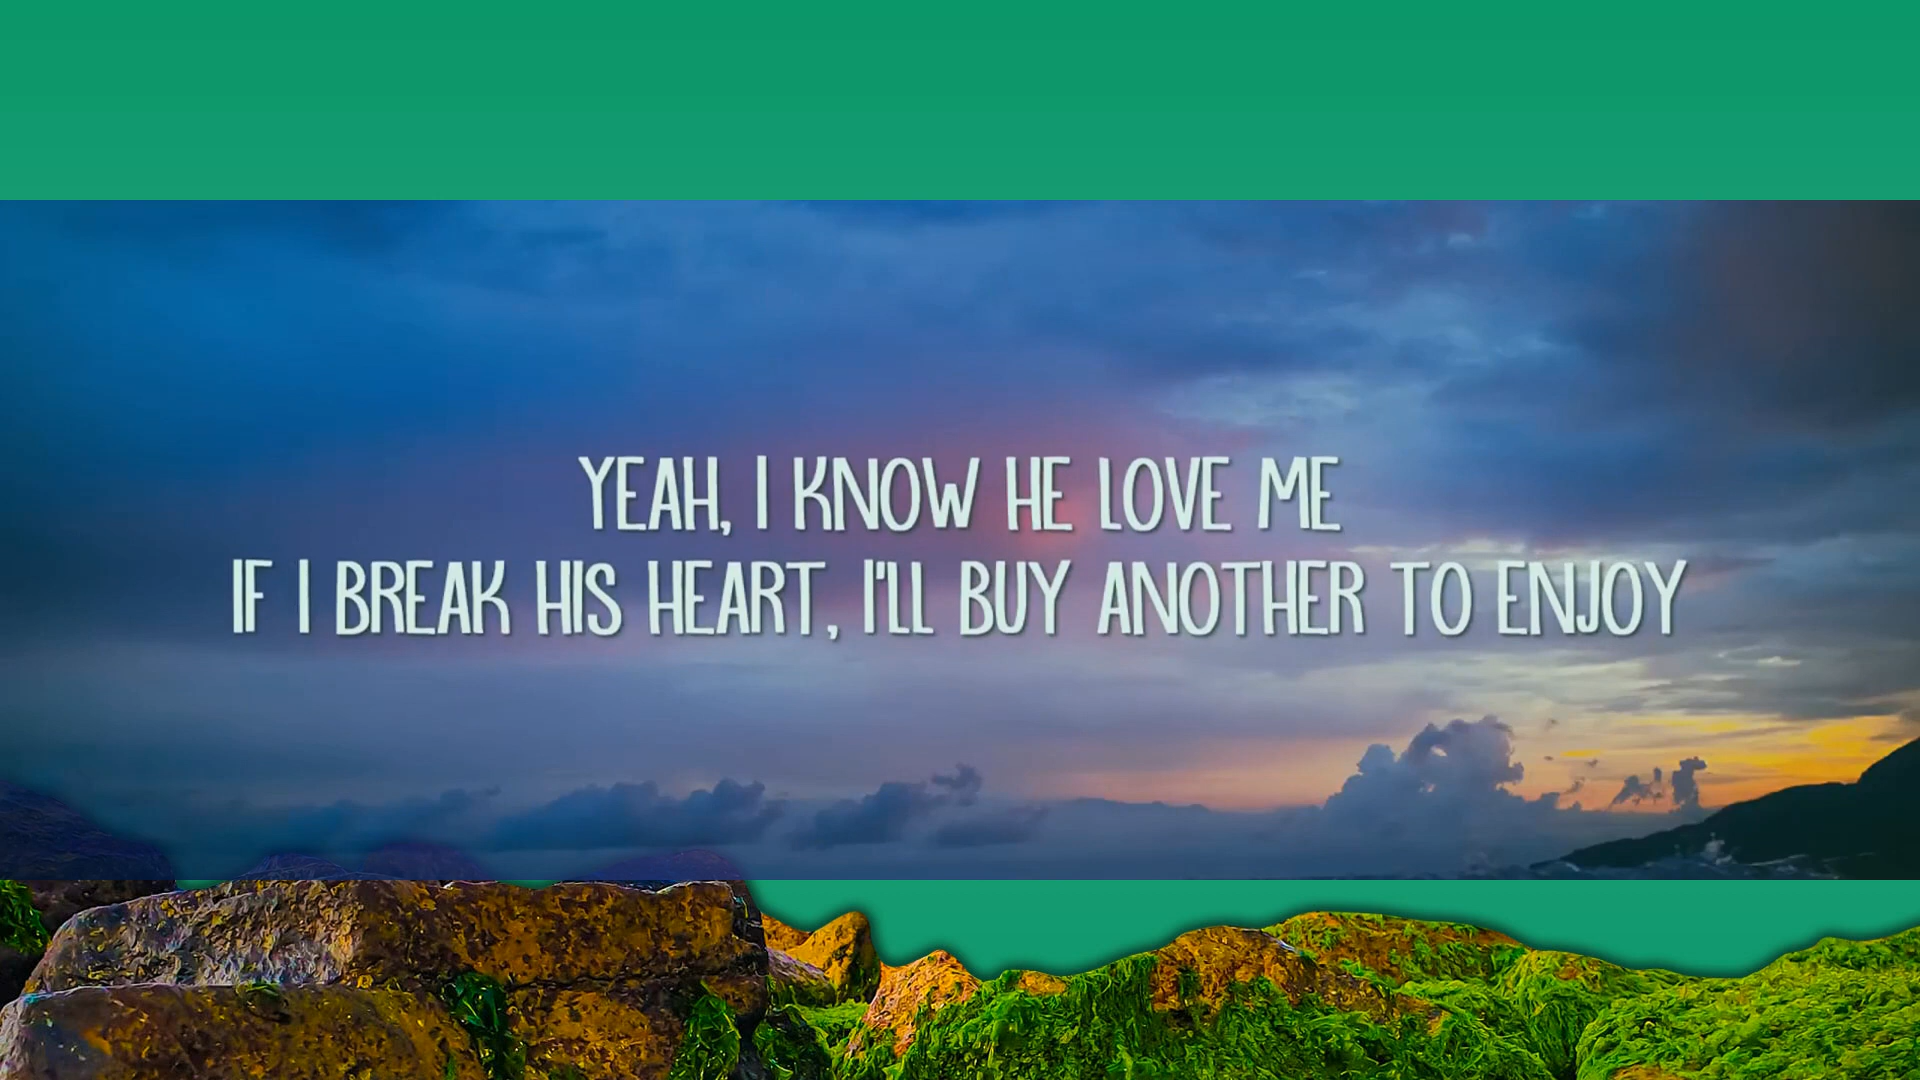 YEAH, I KNOW HE LOVE ME
IF I BREAK HIS HEART, I'LL BUY ANOTHER TO ENJOY